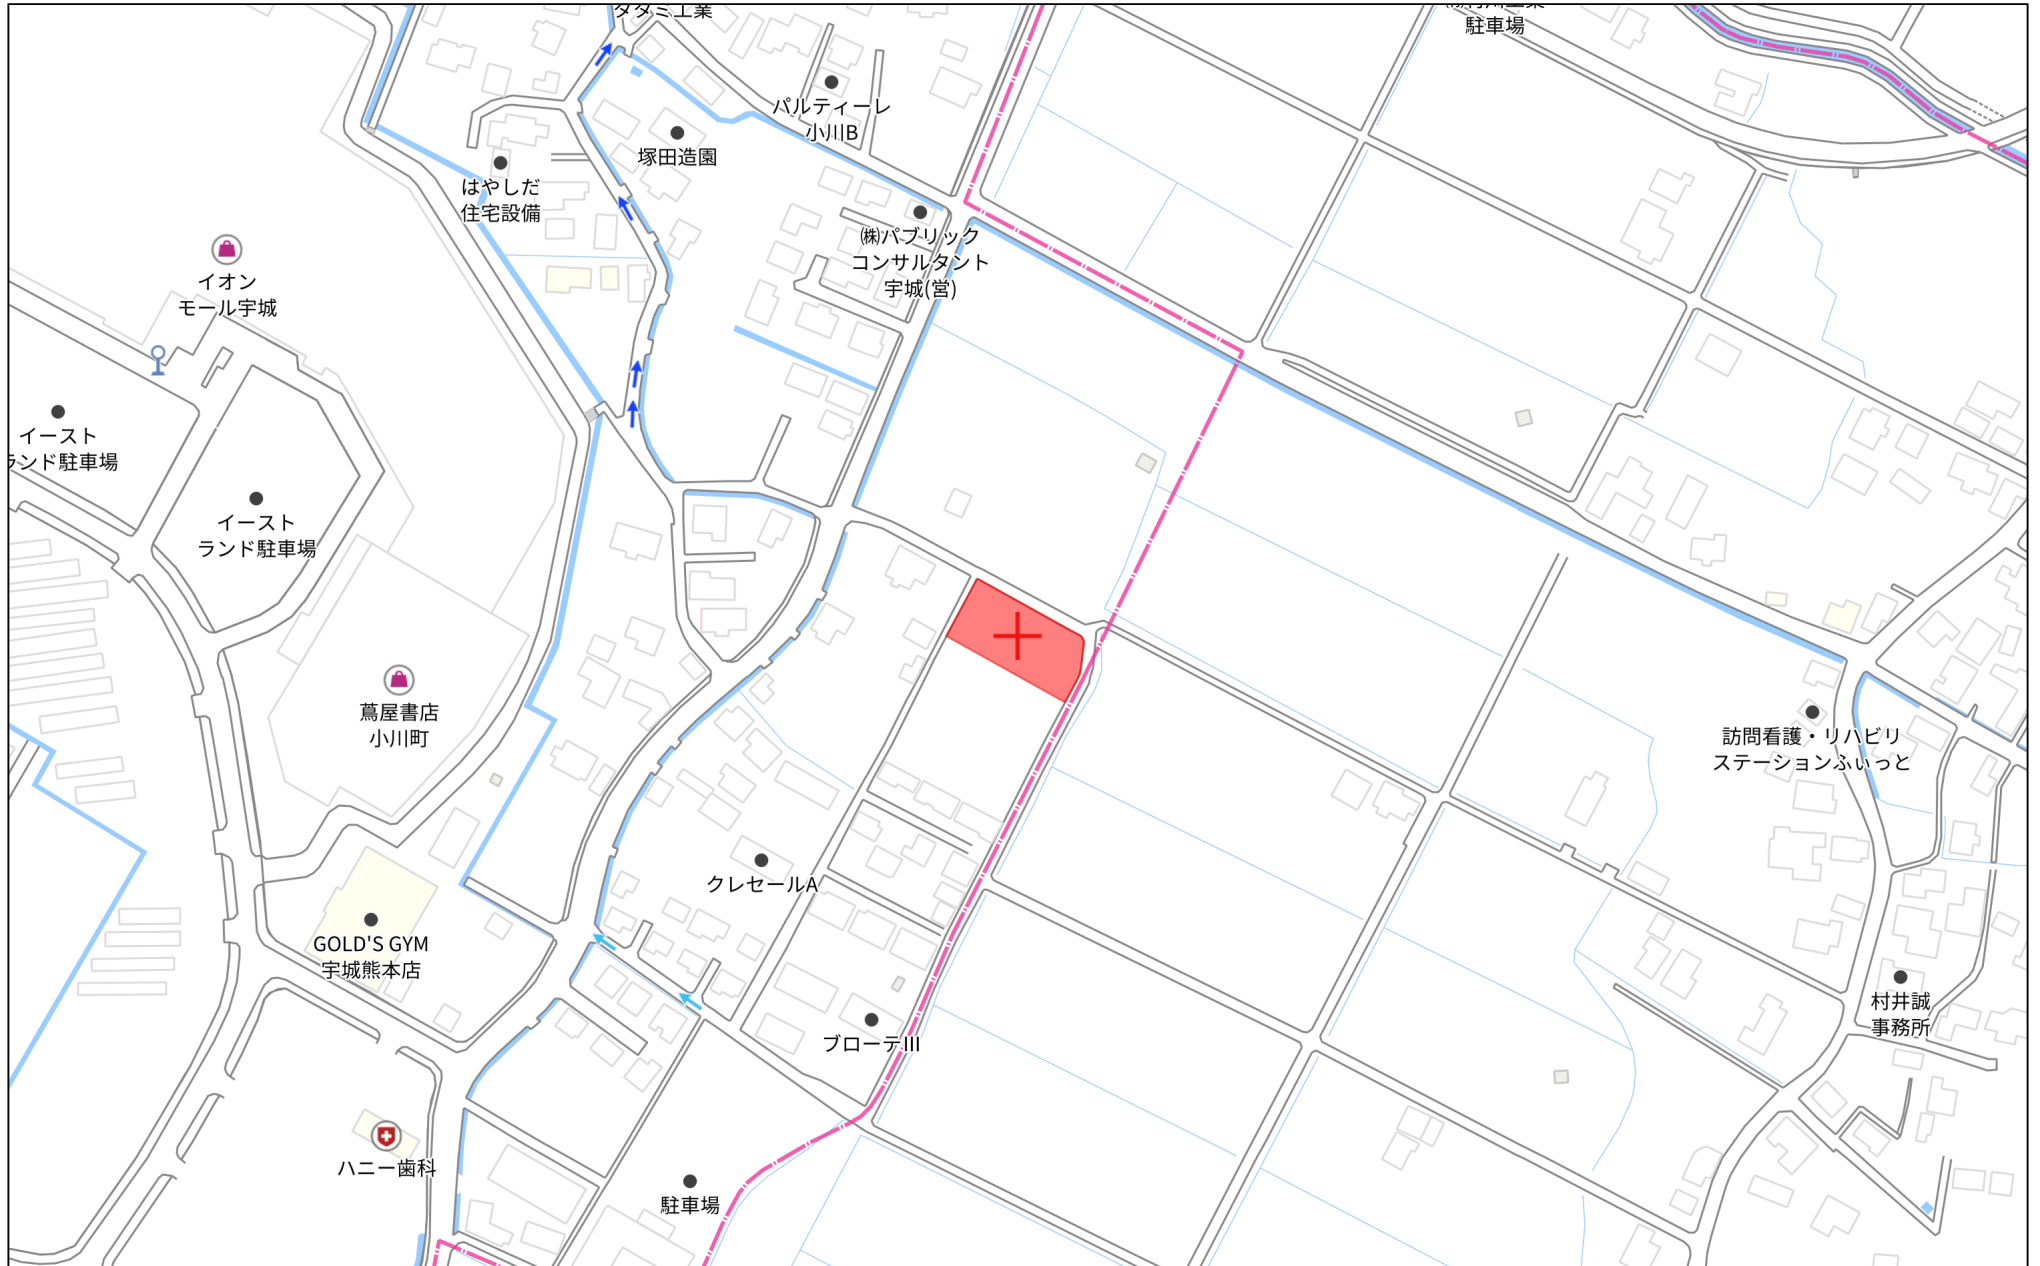 タタミ工業
駐車場
パルティーレ
小川B
塚田造園
はやしだ
住宅設備
㈱パブリック
コンサルタント
宇城(営)
イオン
モール宇城
イースト
ランド駐車場
イースト
ランド駐車場
蔦屋書店
小川町
訪問看護・リハビリ
ステーションふぃっと
クレセールA
GOLD'S GYM
宇城熊本店
村井誠
事務所
ブローテIII
ハニー歯科
駐車場